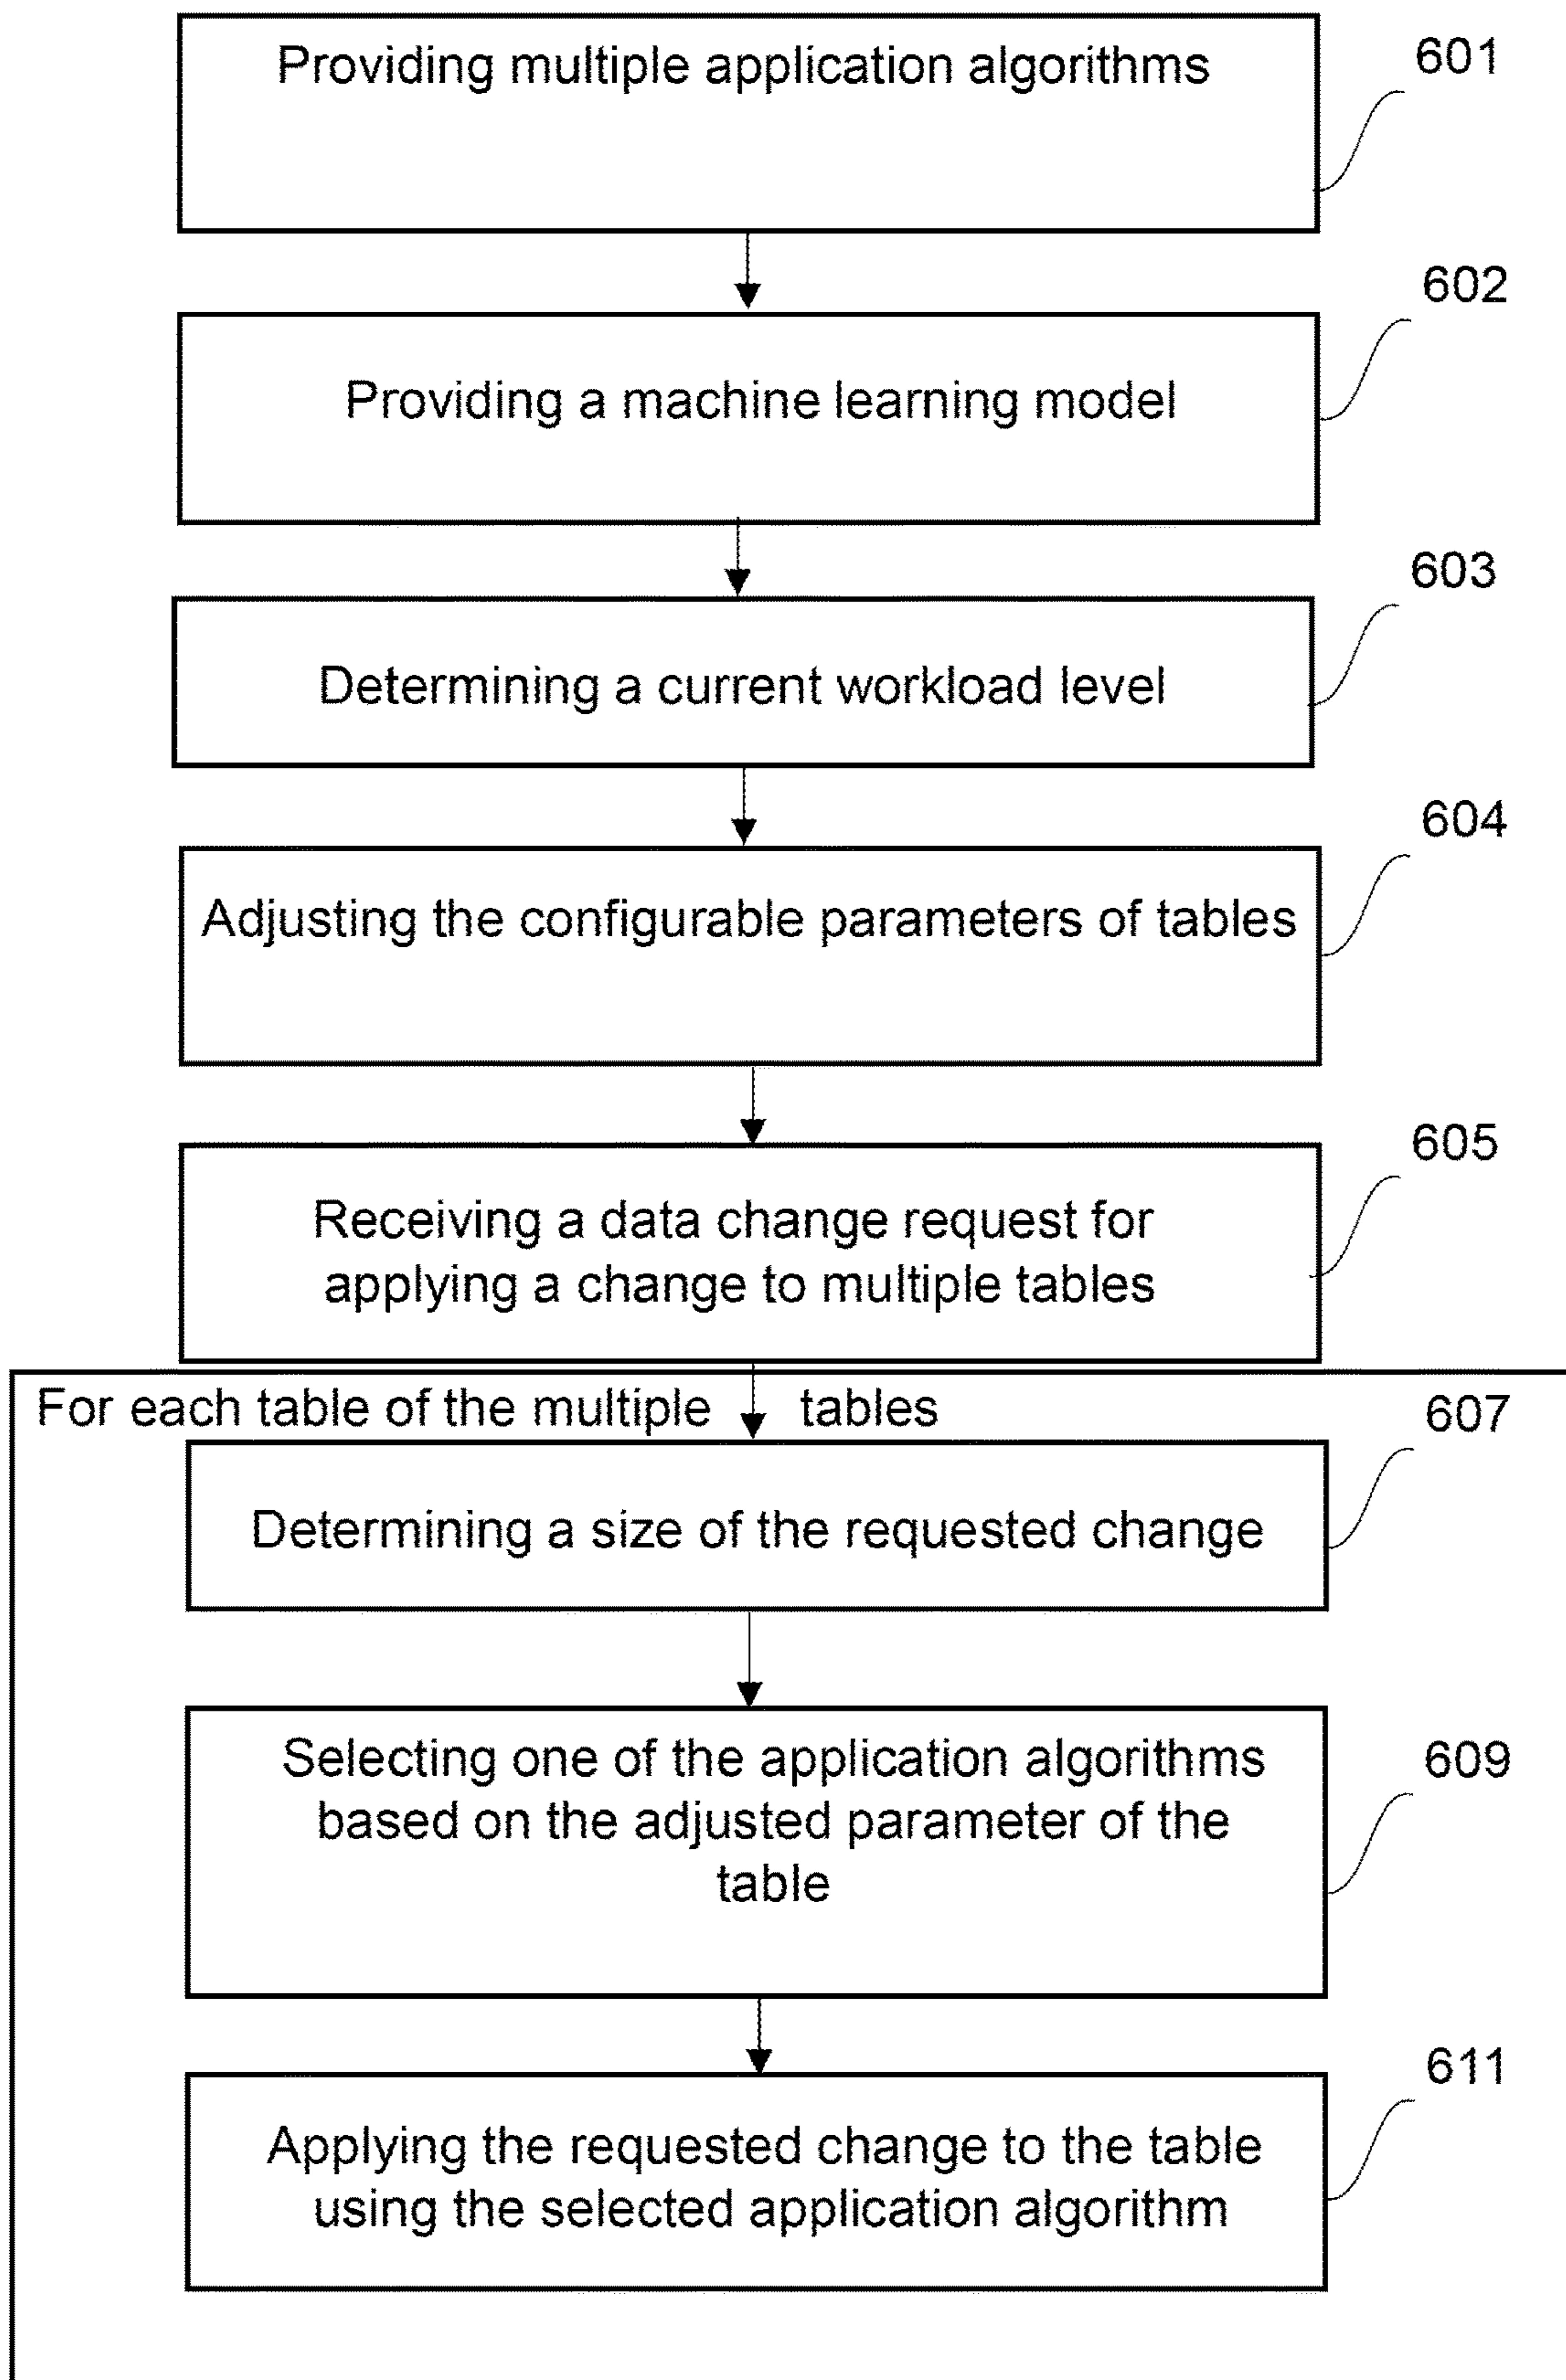 Providing multiple application algorithms
601
602
Providing a machine learning model
603
Determining a current workload level
604
Adjusting the configurable parameters of tables
605
Receiving a data change request for
applying a change to multiple tables
For each table of the multiple tables
607
Determining a size of the requested change
Selecting one of the application algorithms
609
based on the adjusted parameter of the
table
611
Applying the requested change to the table
using the selected application algorithm